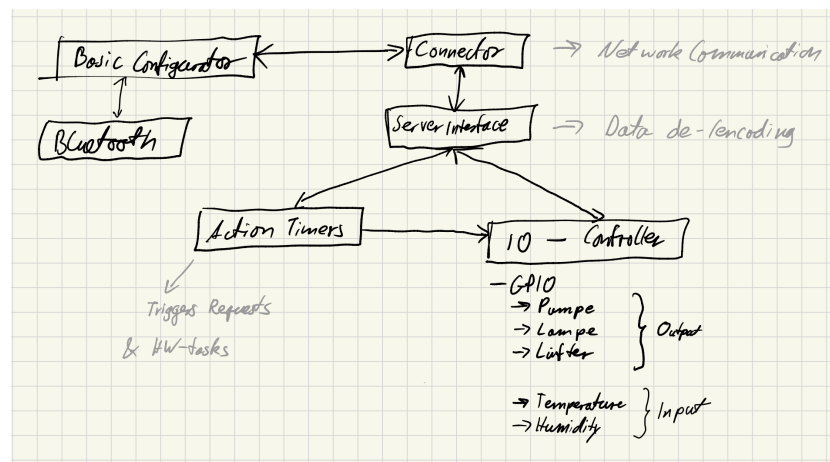 Basic Configurator
Connector
→ Network Communication
Bluetooth
Server Interface
→ Data de-/encoding
Action Timers
IO - Controller
Triggers Requests
& HW-tasks
- GPIO
→ Pumpe
→ Lampe
→ Lüfter
Output
→ Temperature
→ Humidity
Input